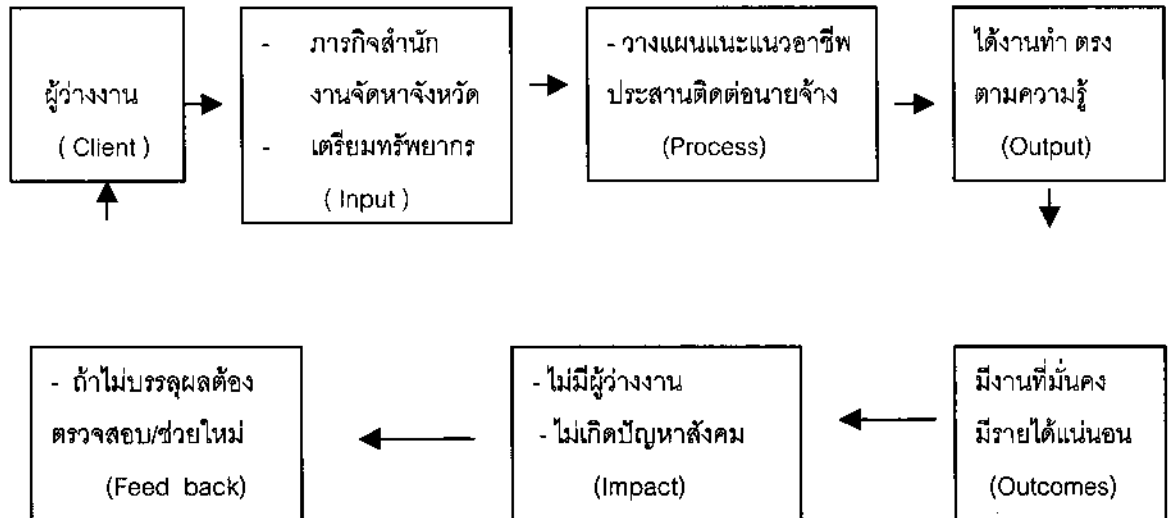 ผู้ว่างงาน
( Client )
- ภารกิจสำนัก
งานจัดหาจังหวัด
- เตรียมทรัพยากร
( Input )
- วางแผนแนะแนวอาชีพ
ประสานติดต่อนายจ้าง
(Process)
ได้งานทำ ตรง
ตามความรู้
(Output)
มีงานที่มั่นคง
มีรายได้แน่นอน
(Outcomes)
- ไม่มีผู้ว่างงาน
- ไม่เกิดปัญหาสังคม
(Impact)
- ถ้าไม่บรรลุผลต้อง
ตรวจสอบ/ช่วยใหม่
(Feed back)